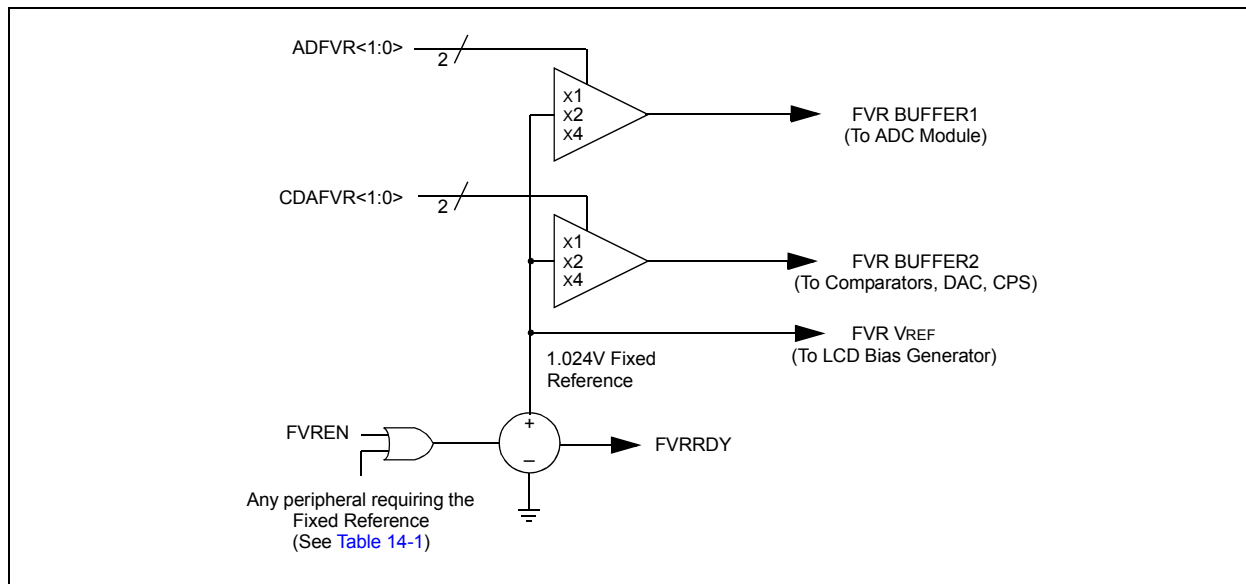 ADFVR<1:0>
2
X1
X2
X4
FVR BUFFER1
(To ADC Module)
CDAFVR<1:0>
2
X1
X2
X4
FVR BUFFER2
(To Comparators, DAC, CPS)
FVR VREF
(To LCD Bias Generator)
1.024V Fixed
Reference
FVREN
+
–
FVRRDY
Any peripheral requiring the
Fixed Reference
(See Table 14-1)